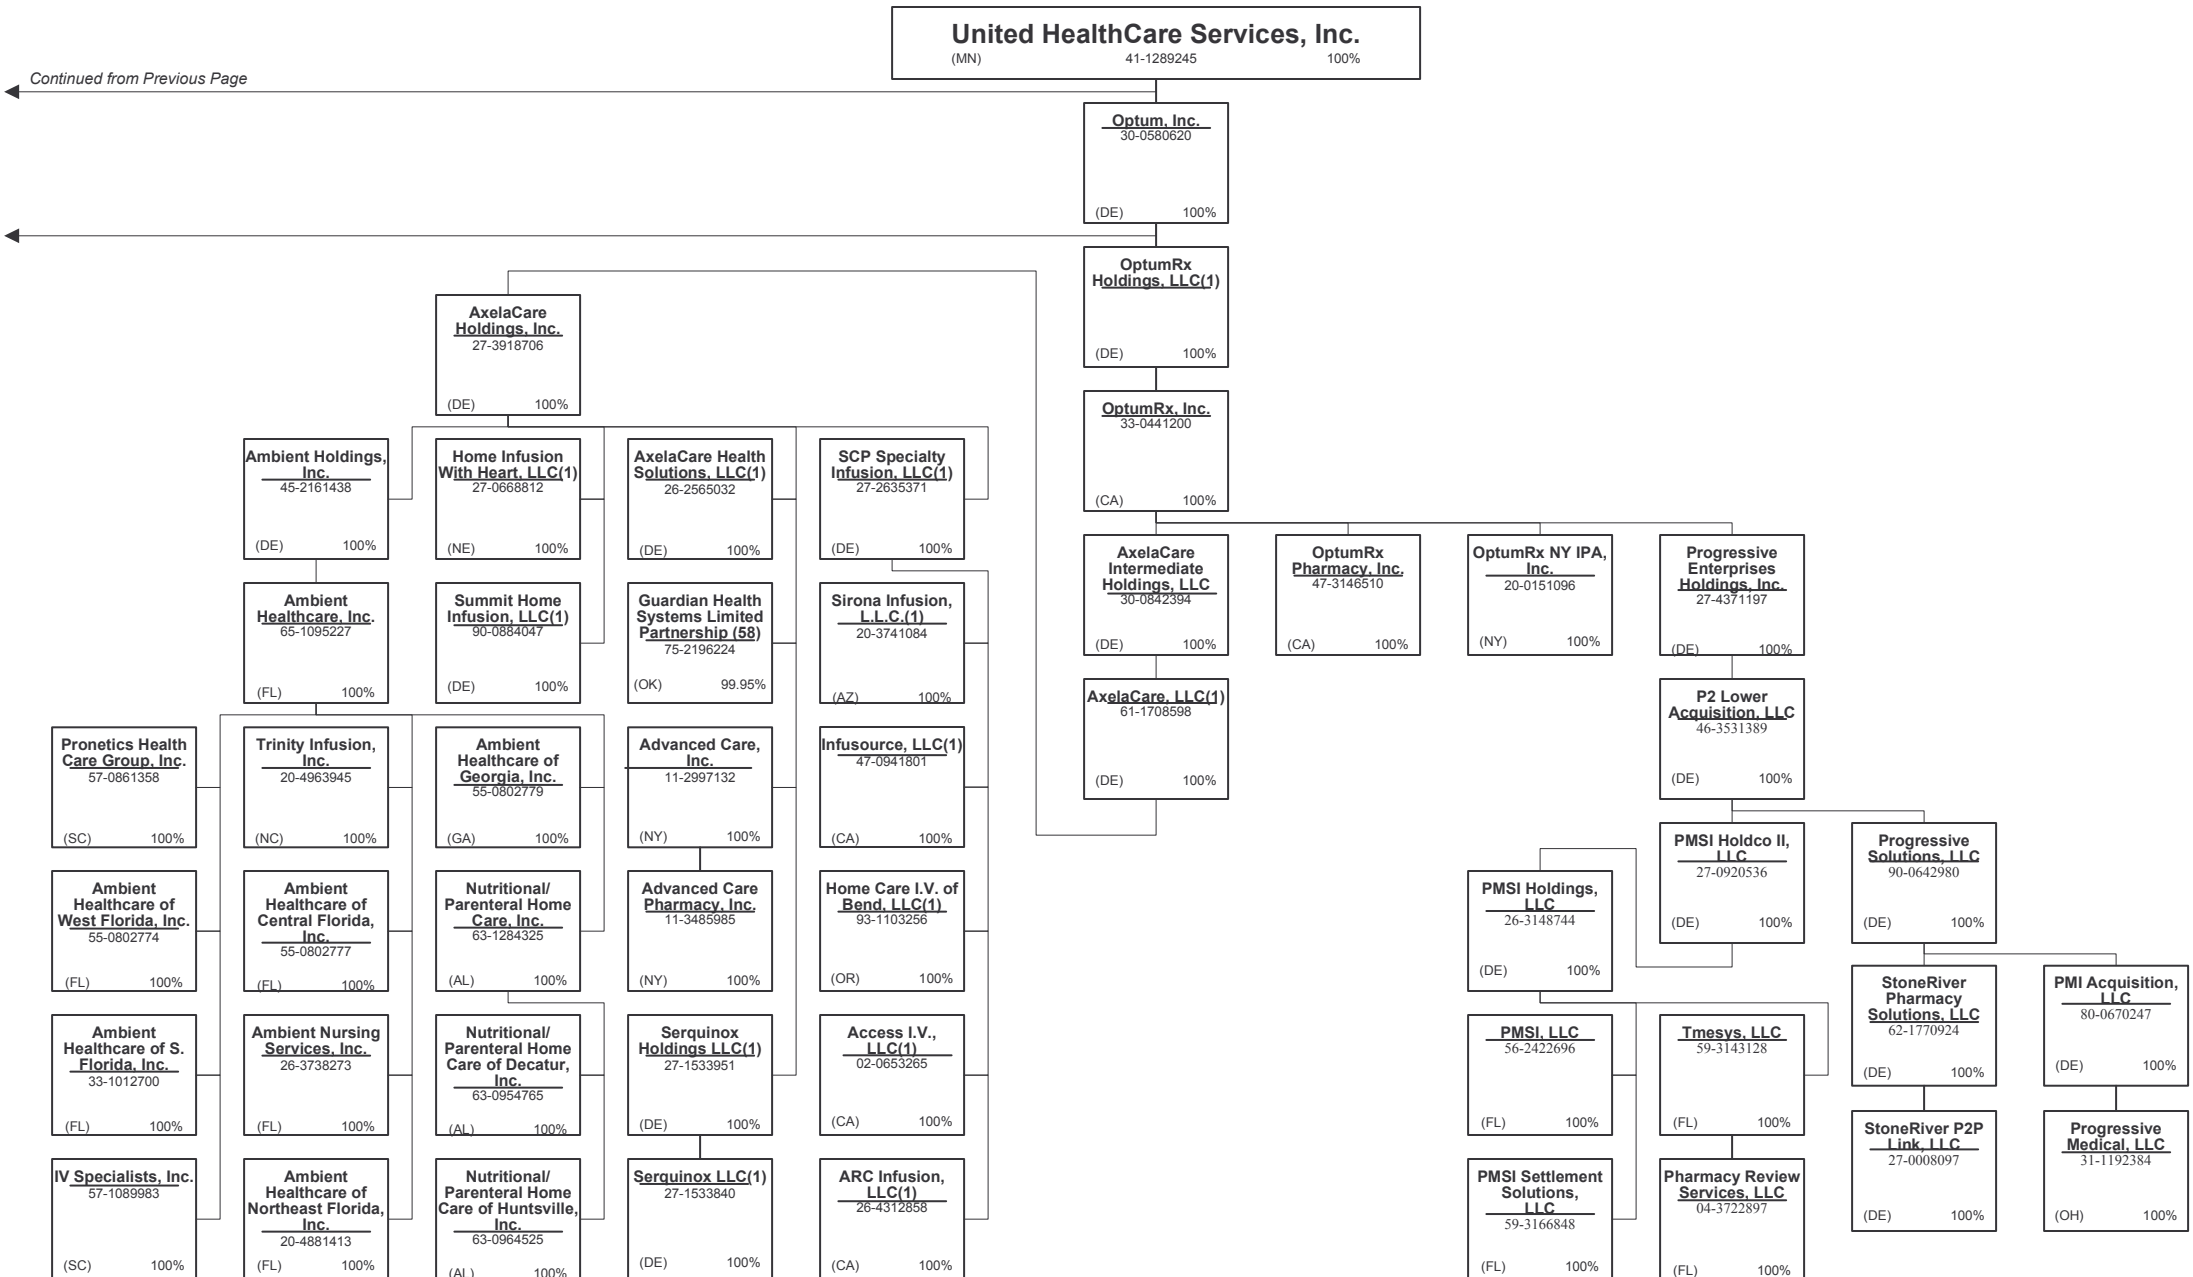 United HealthCare Services, Inc.
(MN) 41-1289245 100%
Continued from Previous Page
Optum, Inc.
30-0580620
(DE) 100%
OptumRx
Holdings, LLC(1)
(DE) 100%
AxelaCare
Holdings, Inc.
27-3918706
(DE) 100%
OptumRx, Inc.
33-0441200
(CA) 100%
Ambient Holdings,
Inc.
45-2161438
(DE) 100%
Home Infusion
With Heart, LLC(1)
27-0668812
(NE) 100%
AxelaCare Health
Solutions, LLC(1)
26-2565032
(DE) 100%
SCP Specialty
Infusion, LLC(1)
27-2635371
(DE) 100%
AxelaCare
Intermediate
Holdings, LLC
30-0842394
(DE) 100%
OptumRx
Pharmacy, Inc.
47-3146510
(CA) 100%
OptumRx NY IPA,
Inc.
20-0151096
(NY) 100%
Progressive
Enterprises
Holdings, Inc.
27-4371197
(DE) 100%
Ambient
Healthcare, Inc.
65-1095227
(FL) 100%
Summit Home
Infusion, LLC(1)
90-0884047
(DE) 100%
Guardian Health
Systems Limited
Partnership (58)
75-2196224
(OK) 99.95%
Sirona Infusion,
L.L.C.(1)
20-3741084
(AZ) 100%
AxelaCare, LLC(1)
61-1708598
(DE) 100%
P2 Lower
Acquisition, LLC
46-3531389
(DE) 100%
Pronetics Health
Care Group, Inc.
57-0861358
(SC) 100%
Trinity Infusion,
Inc.
20-4963945
(NC) 100%
Ambient
Healthcare of
Georgia, Inc.
55-0802779
(GA) 100%
Advanced Care,
Inc.
11-2997132
(NY) 100%
Infusource, LLC(1)
47-0941801
(CA) 100%
PMSI Holdco II,
LLC
27-0920536
(DE) 100%
Progressive
Solutions, LLC
90-0642980
(DE) 100%
Ambient
Healthcare of
West Florida, Inc.
55-0802774
(FL) 100%
Ambient
Healthcare of
Central Florida,
Inc.
55-0802777
(FL) 100%
Nutritional/
Parenteral Home
Care, Inc.
63-1284325
(AL) 100%
Advanced Care
Pharmacy, Inc.
11-3485985
(NY) 100%
Home Care I.V. of
Bend, LLC(1)
93-1103256
(OR) 100%
PMSI Holdings,
LLC
26-3148744
(DE) 100%
StoneRiver
Pharmacy
Solutions, LLC
62-1770924
(DE) 100%
PMI Acquisition,
LLC
80-0670247
(DE) 100%
Ambient
Healthcare of S.
Florida, Inc.
33-1012700
(FL) 100%
Ambient Nursing
Services, Inc.
26-3738273
(FL) 100%
Nutritional/
Parenteral Home
Care of Decatur,
Inc.
63-0954765
(AL) 100%
Serquinox
Holdings LLC(1)
27-1533951
(DE) 100%
Access I.V.,
LLC(1)
02-0653265
(CA) 100%
PMSI, LLC
56-2422696
(FL) 100%
Tmesys, LLC
59-3143128
(FL) 100%
StoneRiver P2P
Link, LLC
27-0008097
(DE) 100%
Progressive
Medical, LLC
31-1192384
(OH) 100%
IV Specialists, Inc.
57-1089983
(SC) 100%
Ambient
Healthcare of
Northeast Florida,
Inc.
20-4881413
(FL) 100%
Nutritional/
Parenteral Home
Care of Huntsville,
Inc.
63-0964525
(AL) 100%
Serquinox LLC(1)
27-1533840
(DE) 100%
ARC Infusion,
LLC(1)
26-4312858
(CA) 100%
PMSI Settlement
Solutions,
LLC
59-3166848
(FL) 100%
Pharmacy Review
Services, LLC
04-3722897
(FL) 100%